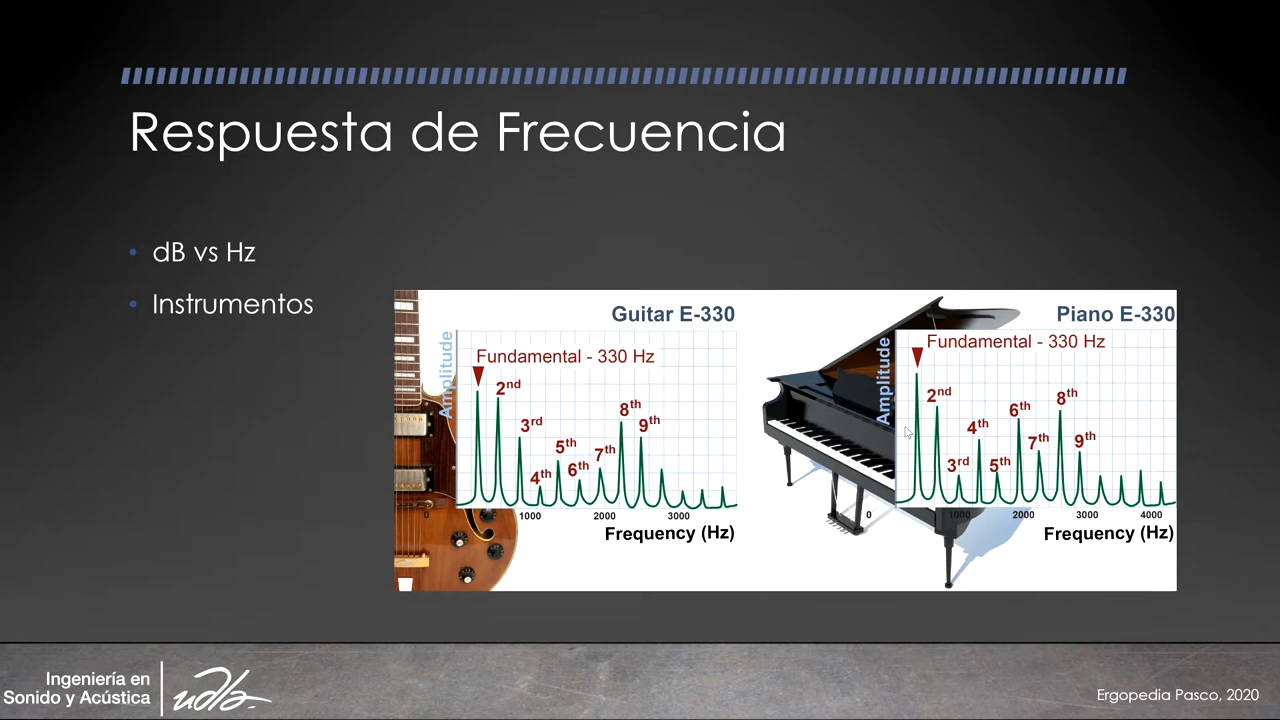 Respuesta de Frecuencia
• dB vs Hz
• Instrumentos
Guitar E-330
Amplitude
Fundamental - 330 Hz
2nd
3rd
4th
5th
6th
7th
8th
9th
0
1000
2000
3000
Frequency (Hz)
Piano E-330
Amplitude
Fundamental - 330 Hz
2nd
3rd
4th
5th
6th
7th
8th
9th
0
1000
2000
3000
4000
Frequency (Hz)
Ingeniería en
Sonido y Acústica
udla
Ergopedia Pasco, 2020